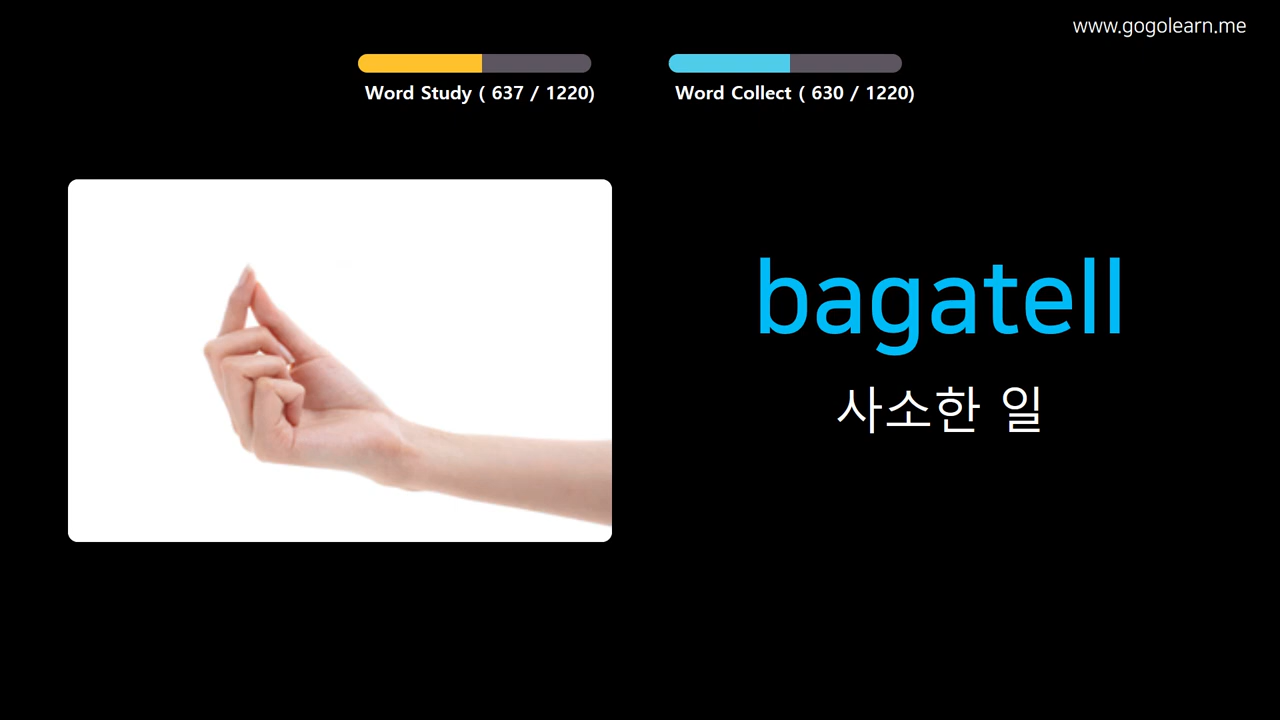 www.gogolearn.me
Word Study ( 637 / 1220)
Word Collect ( 630 / 1220)
bagatell
사소한 일